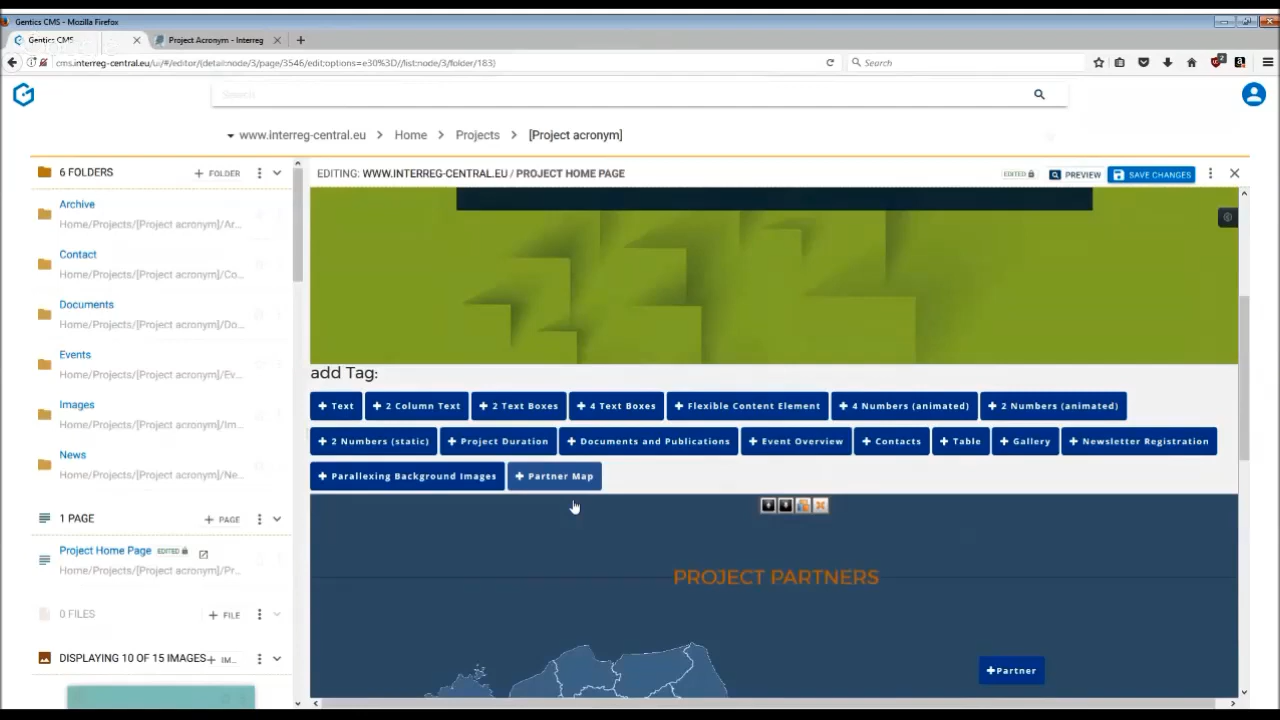 Gentics CMS - Mozilla Firefox
Gentics CMS
Project Acronym - Interreg
cms.interreg-central.eu/ui/#/editor/(detail:node/3/page/3546/edit;options=e30%3D//list:node/3/folder/183)
Search
2
Search...
www.interreg-central.eu > Home > Projects > [Project acronym]
6 FOLDERS + FOLDER
Archive
Home/Projects/[Project acronym]/Ar...
Contact
Home/Projects/[Project acronym]/Co...
Documents
Home/Projects/[Project acronym]/Do...
Events
Home/Projects/[Project acronym]/Ev...
Images
Home/Projects/[Project acronym]/Im...
News
Home/Projects/[Project acronym]/Ne...
1 PAGE + PAGE
Project Home Page EDITED
Home/Projects/[Project acronym]/Pr...
0 FILES + FILE
DISPLAYING 10 OF 15 IMAGES + IM...
EDITING: WWW.INTERREG-CENTRAL.EU / PROJECT HOME PAGE EDITED PREVIEW SAVE CHANGES
add Tag:
+ Text + 2 Column Text + 2 Text Boxes + 4 Text Boxes + Flexible Content Element + 4 Numbers (animated) + 2 Numbers (animated)
+ 2 Numbers (static) + Project Duration + Documents and Publications + Event Overview + Contacts + Table + Gallery + Newsletter Registration
+ Parallexing Background Images + Partner Map
PROJECT PARTNERS
+Partner